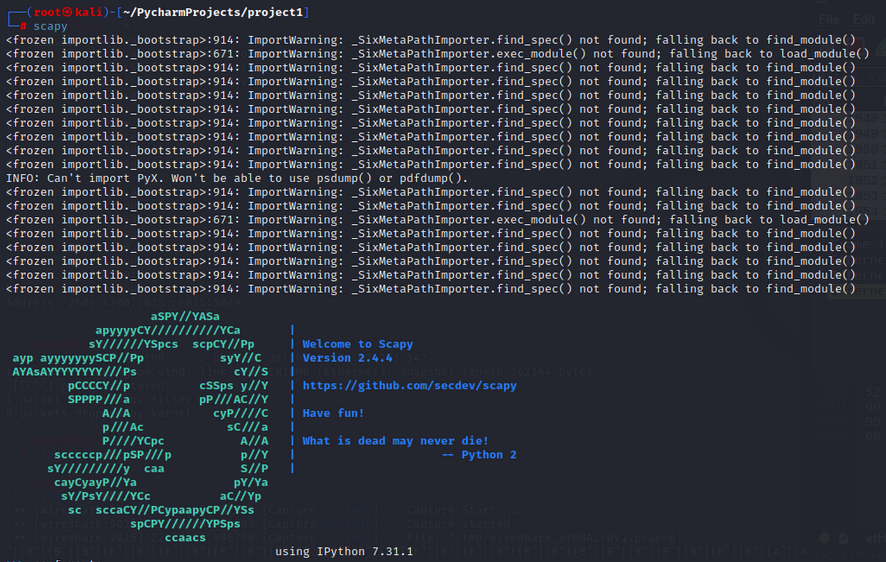 ┌──(root㉿kali)-[~/PycharmProjects/project1]
└─# scapy
<frozen importlib._bootstrap>:914: ImportWarning: _SixMetaPathImporter.find_spec() not found; falling back to find_module()
<frozen importlib._bootstrap>:671: ImportWarning: _SixMetaPathImporter.exec_module() not found; falling back to load_module()
<frozen importlib._bootstrap>:914: ImportWarning: _SixMetaPathImporter.find_spec() not found; falling back to find_module()
<frozen importlib._bootstrap>:914: ImportWarning: _SixMetaPathImporter.find_spec() not found; falling back to find_module()
<frozen importlib._bootstrap>:914: ImportWarning: _SixMetaPathImporter.find_spec() not found; falling back to find_module()
<frozen importlib._bootstrap>:914: ImportWarning: _SixMetaPathImporter.find_spec() not found; falling back to find_module()
<frozen importlib._bootstrap>:914: ImportWarning: _SixMetaPathImporter.find_spec() not found; falling back to find_module()
<frozen importlib._bootstrap>:914: ImportWarning: _SixMetaPathImporter.find_spec() not found; falling back to find_module()
<frozen importlib._bootstrap>:914: ImportWarning: _SixMetaPathImporter.find_spec() not found; falling back to find_module()
<frozen importlib._bootstrap>:914: ImportWarning: _SixMetaPathImporter.find_spec() not found; falling back to find_module()
INFO: Can't import PyX. Won't be able to use psdump() or pdfdump().
<frozen importlib._bootstrap>:914: ImportWarning: _SixMetaPathImporter.find_spec() not found; falling back to find_module()
<frozen importlib._bootstrap>:914: ImportWarning: _SixMetaPathImporter.find_spec() not found; falling back to find_module()
<frozen importlib._bootstrap>:671: ImportWarning: _SixMetaPathImporter.exec_module() not found; falling back to load_module()
<frozen importlib._bootstrap>:914: ImportWarning: _SixMetaPathImporter.find_spec() not found; falling back to find_module()
<frozen importlib._bootstrap>:914: ImportWarning: _SixMetaPathImporter.find_spec() not found; falling back to find_module()
<frozen importlib._bootstrap>:914: ImportWarning: _SixMetaPathImporter.find_spec() not found; falling back to find_module()
<frozen importlib._bootstrap>:914: ImportWarning: _SixMetaPathImporter.find_spec() not found; falling back to find_module()
<frozen importlib._bootstrap>:914: ImportWarning: _SixMetaPathImporter.find_spec() not found; falling back to find_module()
                     aSPY//YASa
             apyyyyCY//////////YCa       |
            sY//////YSpcs  scpCY//Pp     | Welcome to Scapy
 ayp ayyyyyyySCP//Pp           syY//C    | Version 2.4.4
 AYAsAYYYYYYYY///Ps              cY//S   |
         pCCCCY//p          cSSps y//Y   | https://github.com/secdev/scapy
         SPPPP///a          pP///AC//Y   |
              A//A            cyP////C   | Have fun!
              p///Ac            sC///a   |
              P////YCpc           A//A   | What is dead may never die!
       scccccp///pSP///p          p//Y   |                      -- Python 2
      sY/////////y  caa           S//P   |
       cayCyayP//Ya              pY/Ya
        sY/PsY////YCc          aC//Yp
         sc  sccaCY//PCypaapyCP//YSs
                  spCPY//////YPSps
                       ccaacs
                                       using IPython 7.31.1